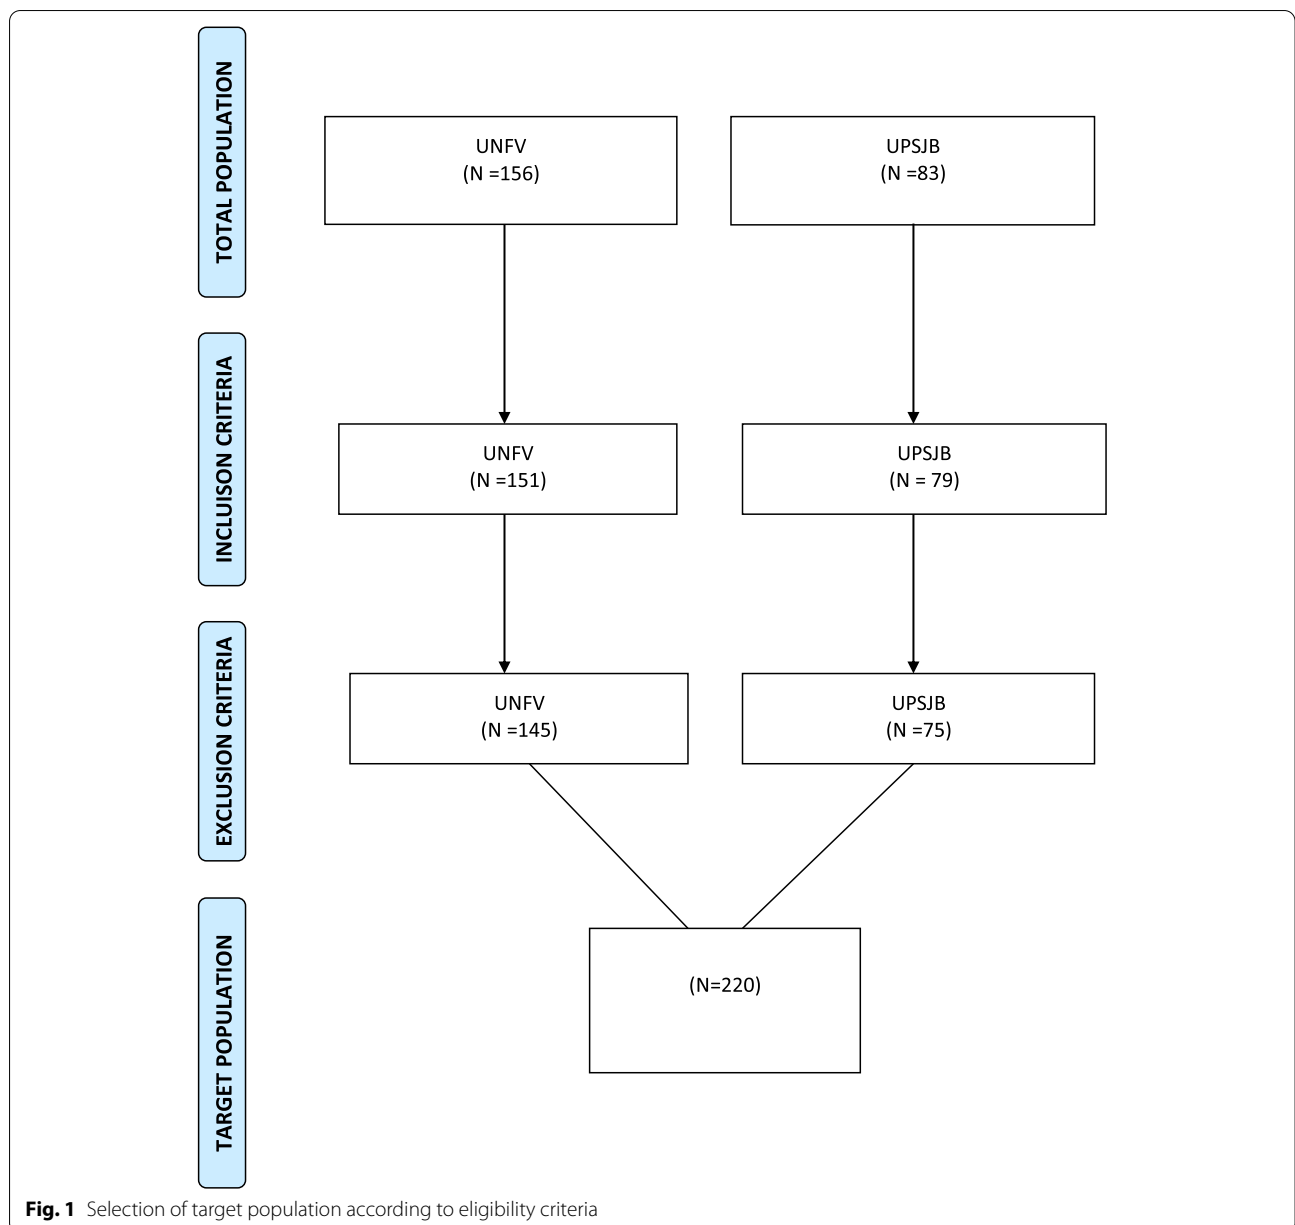 TOTAL POPULATION
UNFV
(N =156)
UPSJB
(N =83)
INCLUISON CRITERIA
UNFV
(N =151)
UPSJB
(N = 79)
EXCLUSION CRITERIA
UNFV
(N =145)
UPSJB
(N =75)
TARGET POPULATION
(N=220)
Fig. 1 Selection of target population according to eligibility criteria